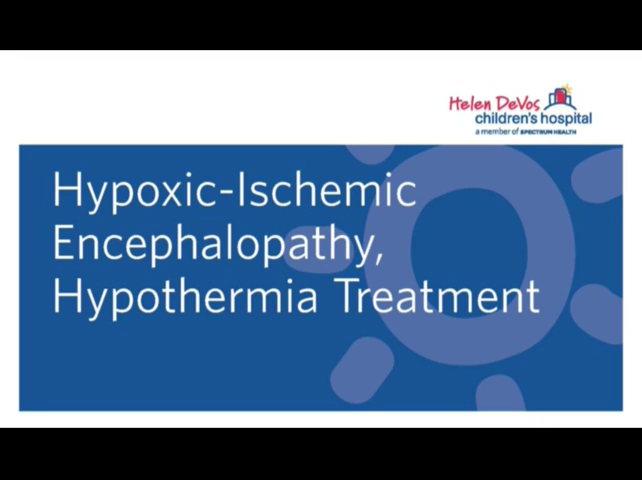 Helen DeVos
children's hospital
a member of SPECTRUM HEALTH
Hypoxic-Ischemic
Encephalopathy,
Hypothermia Treatment